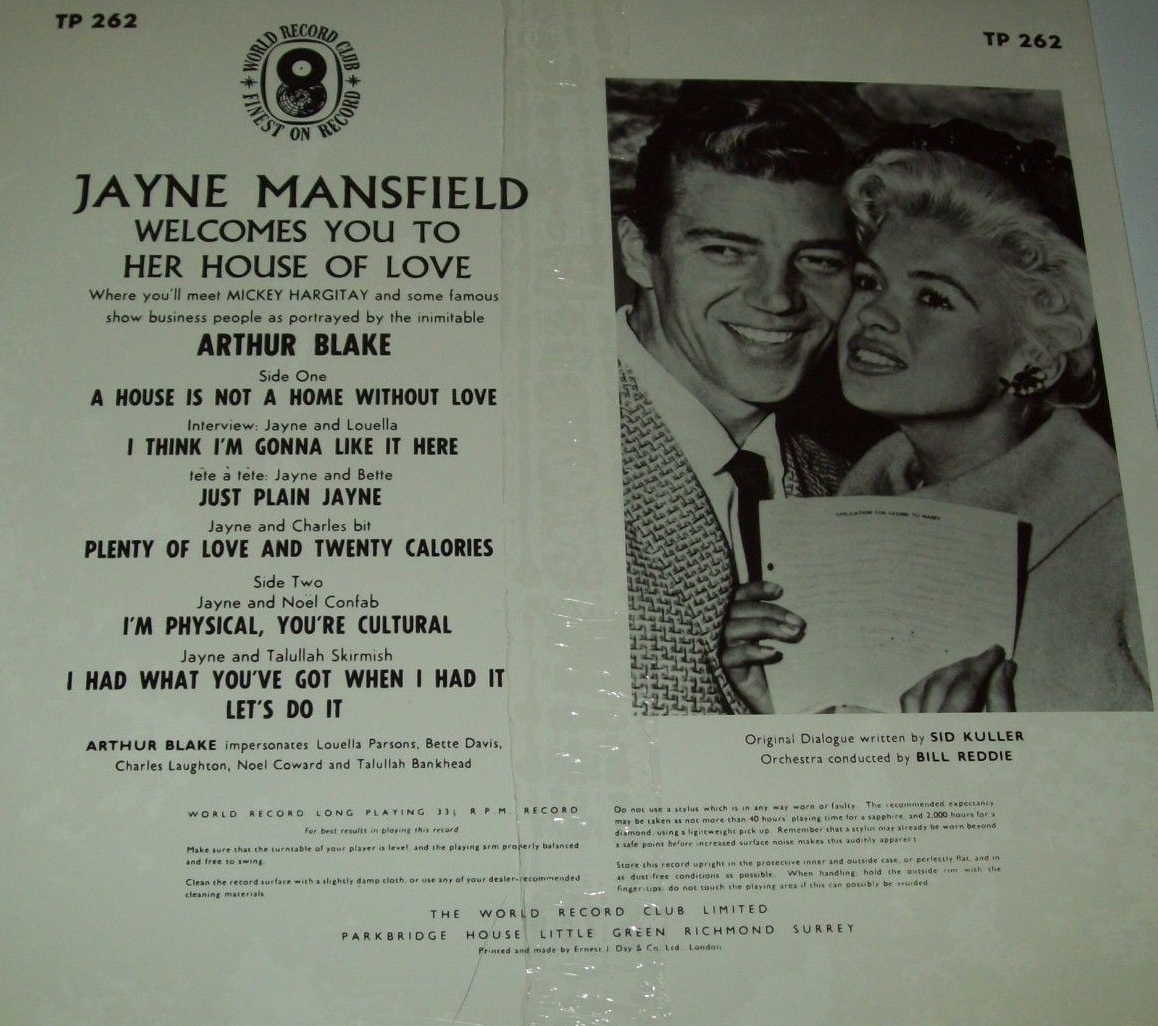 TP 262
TP 262
WORLD RECORD CLUB
FINEST ON RECORD
JAYNE MANSFIELD
WELCOMES YOU TO
HER HOUSE OF LOVE
Where you'll meet MICKEY HARGITAY and some famous
show business people as portrayed by the inimitable
ARTHUR BLAKE
Side One
A HOUSE IS NOT A HOME WITHOUT LOVE
Interview: Jayne and Louella
I THINK I'M GONNA LIKE IT HERE
tête à tête: Jayne and Bette
JUST PLAIN JAYNE
Jayne and Charles bit
PLENTY OF LOVE AND TWENTY CALORIES
Side Two
Jayne and Noël Confab
I'M PHYSICAL, YOU'RE CULTURAL
Jayne and Talullah Skirmish
I HAD WHAT YOU'VE GOT WHEN I HAD IT
LET'S DO IT
ARTHUR BLAKE impersonates Louella Parsons, Bette Davis,
Charles Laughton, Noel Coward and Talullah Bankhead
APPLICATION FOR LICENSE TO MARRY
Original Dialogue written by SID KULLER
Orchestra conducted by BILL REDDIE
WORLD RECORD LONG PLAYING 33⅓ R.P.M. RECORD
For best results in playing this record
Make sure that the turntable of your player is level and the playing arm properly balanced
and free to swing.
Clean the record surface with a slightly damp cloth, or use any of your dealer-recommended
cleaning materials
Do not use a stylus which is in any way worn or faulty. The recommended expectancy
may be taken as not more than 40 hours' playing time for a sapphire, and 2,000 hours for a
diamond, using a lightweight pick up. Remember that a stylus may already be worn beyond
a safe point before increased surface noise makes this audibly apparent
Store this record upright in the protective inner and outside case, or perfectly flat, and in
as dust-free conditions as possible. When handling, hold the outside rim with the
finger-tips; do not touch the playing area if this can possibly be avoided
THE WORLD RECORD CLUB LIMITED
PARKBRIDGE HOUSE LITTLE GREEN RICHMOND SURREY
Printed and made by Ernest J. Day & Co. Ltd. London